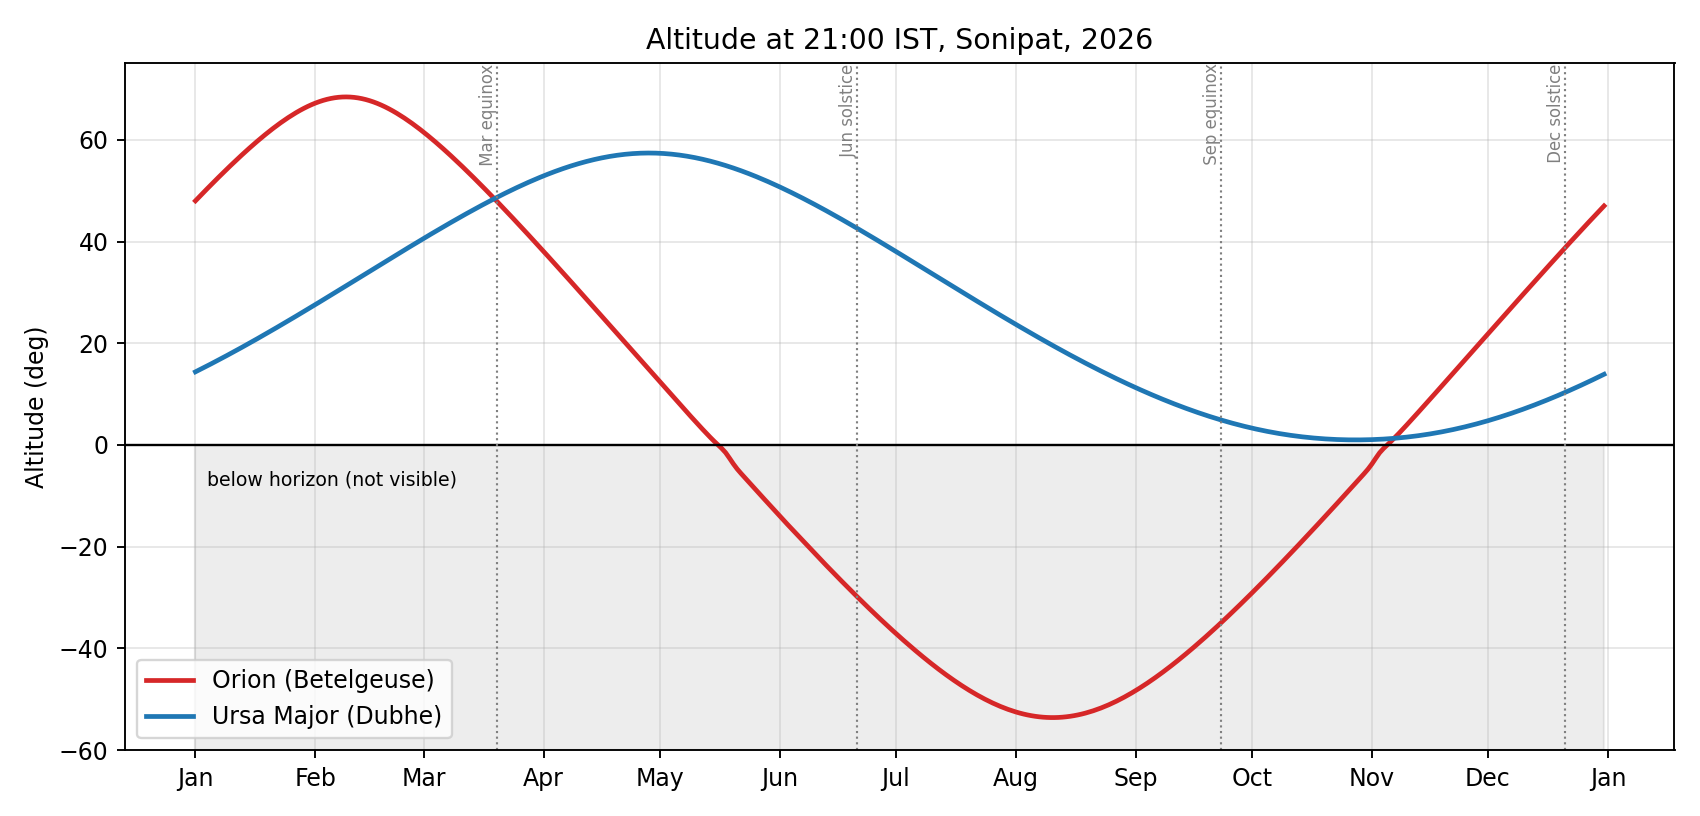 Altitude at 21:00 IST, Sonipat, 2026
Altitude (deg)
60
40
20
0
−20
−40
−60
Mar equinox
Jun solstice
Sep equinox
Dec solstice
below horizon (not visible)
Orion (Betelgeuse)
Ursa Major (Dubhe)
Jan Feb Mar Apr May Jun Jul Aug Sep Oct Nov Dec Jan